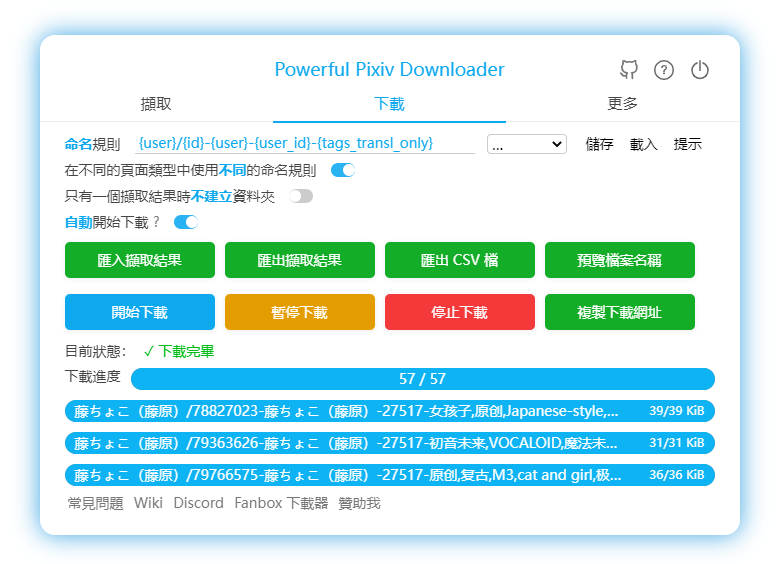 Powerful Pixiv Downloader
擷取 下載 更多
命名規則 {user}/{id}-{user}-{user_id}-{tags_transl_only} ... 儲存 載入 提示
在不同的頁面類型中使用不同的命名規則
只有一個擷取結果時不建立資料夾
自動開始下載？
匯入擷取結果 匯出擷取結果 匯出 CSV 檔 預覽檔案名稱
開始下載 暫停下載 停止下載 複製下載網址
目前狀態： ✓ 下載完畢
下載進度 57 / 57
藤ちょこ（藤原）/78827023-藤ちょこ（藤原）-27517-女孩子,原创,Japanese-style,... 39/39 KiB
藤ちょこ（藤原）/79363626-藤ちょこ（藤原）-27517-初音未来,VOCALOID,魔法未... 31/31 KiB
藤ちょこ（藤原）/79766575-藤ちょこ（藤原）-27517-原创,复古,M3,cat and girl,极... 36/36 KiB
常見問題 Wiki Discord Fanbox 下載器 贊助我